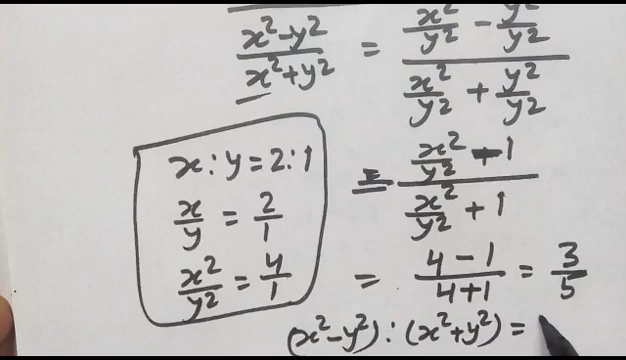 x²-y²/x²+y² = x²/y² - y²/y² / x²/y² + y²/y²
x : y = 2 : 1
= x²/y² - 1 / x²/y² + 1
x/y = 2/1
x²/y² = 4/1
= 4 - 1/4 + 1 = 3/5
(x²-y²) : (x²+y²) =